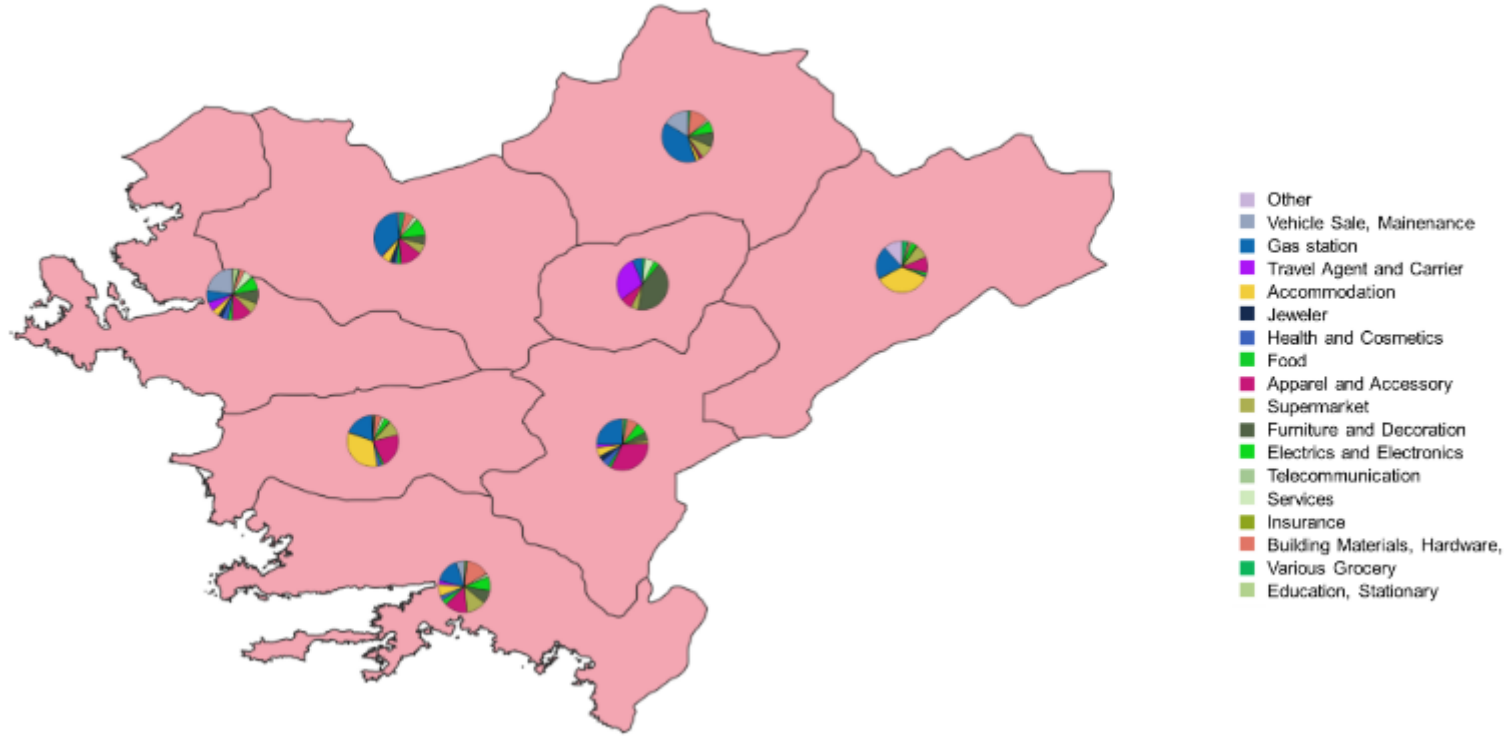 Other
Vehicle Sale, Mainenance
Gas station
Travel Agent and Carrier
Accommodation
Jeweler
Health and Cosmetics
Food
Apparel and Accessory
Supermarket
Furniture and Decoration
Electrics and Electronics
Telecommunication
Services
Insurance
Building Materials, Hardware,
Various Grocery
Education, Stationary